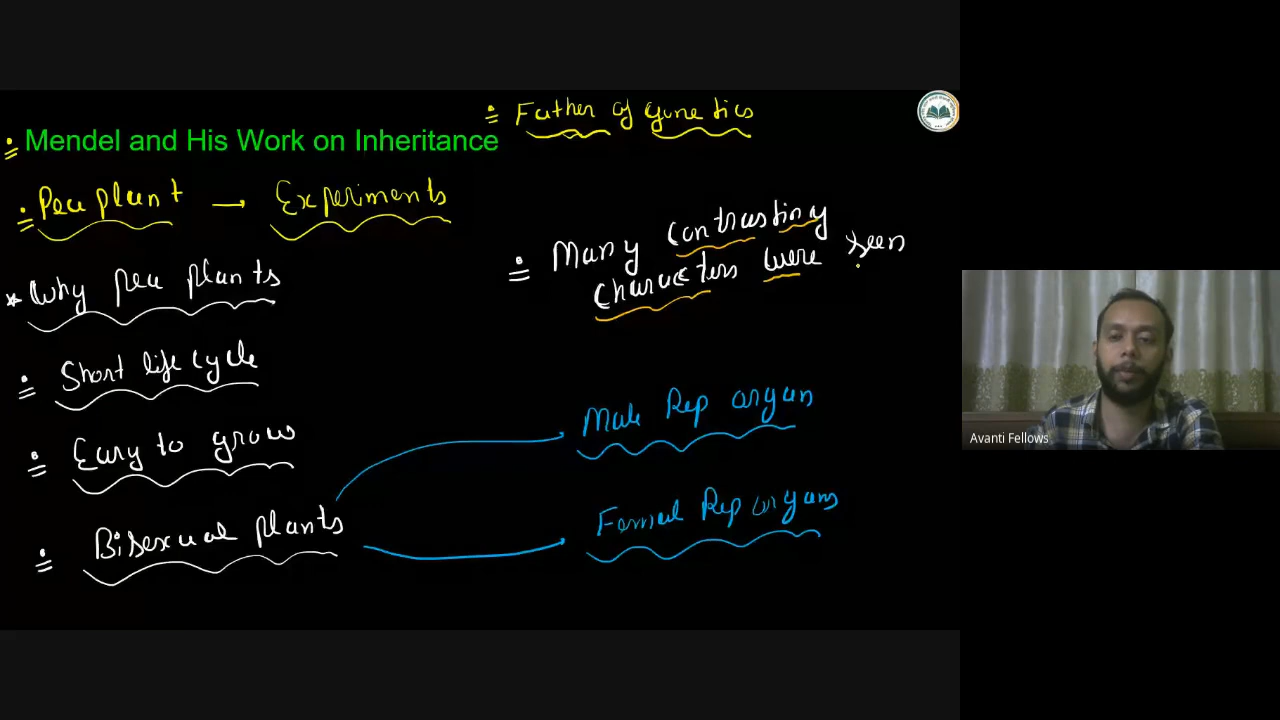 : Father of genetics
: Mendel and His Work on Inheritance
: Pea plant → Experiments
: Many contrasting
characters were seen
* Why pea plants
: Short life cycle
: Easy to grow
: Bisexual plants
Male Rep organ
Femal Rep organs
Avanti Fellows